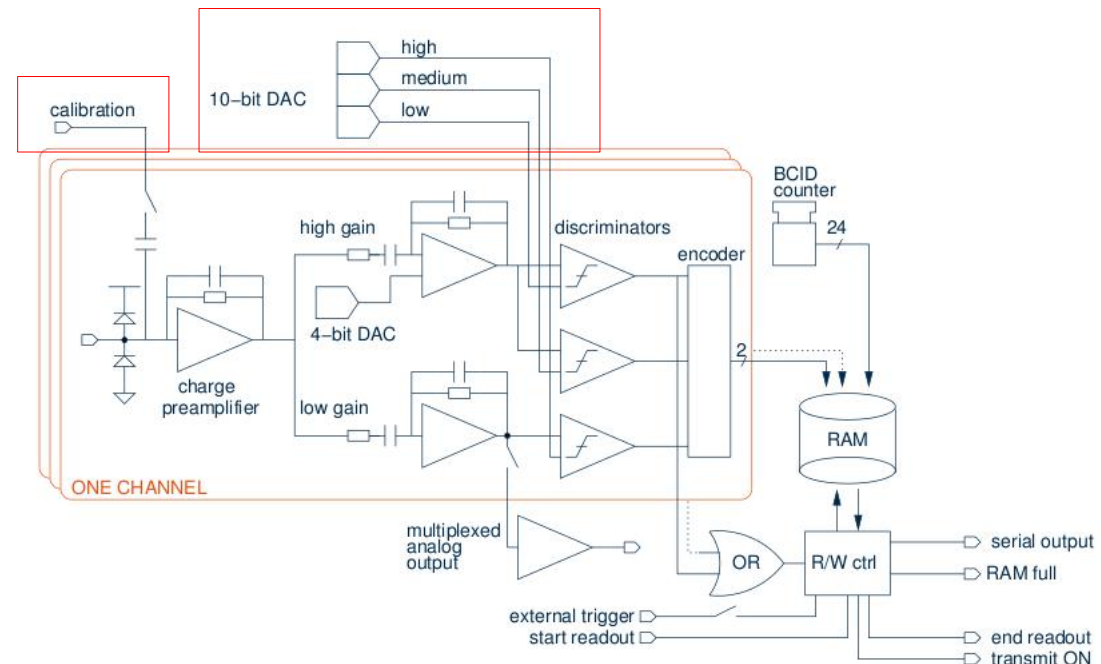 high
medium
10−bit DAC
low
calibration
BCID
counter
24
high gain
discriminators
encoder
4−bit DAC
2
charge
preamplifier
low gain
RAM
ONE CHANNEL
multiplexed
analog
output
OR
R/W ctrl
serial output
RAM full
external trigger
start readout
end readout
transmit ON